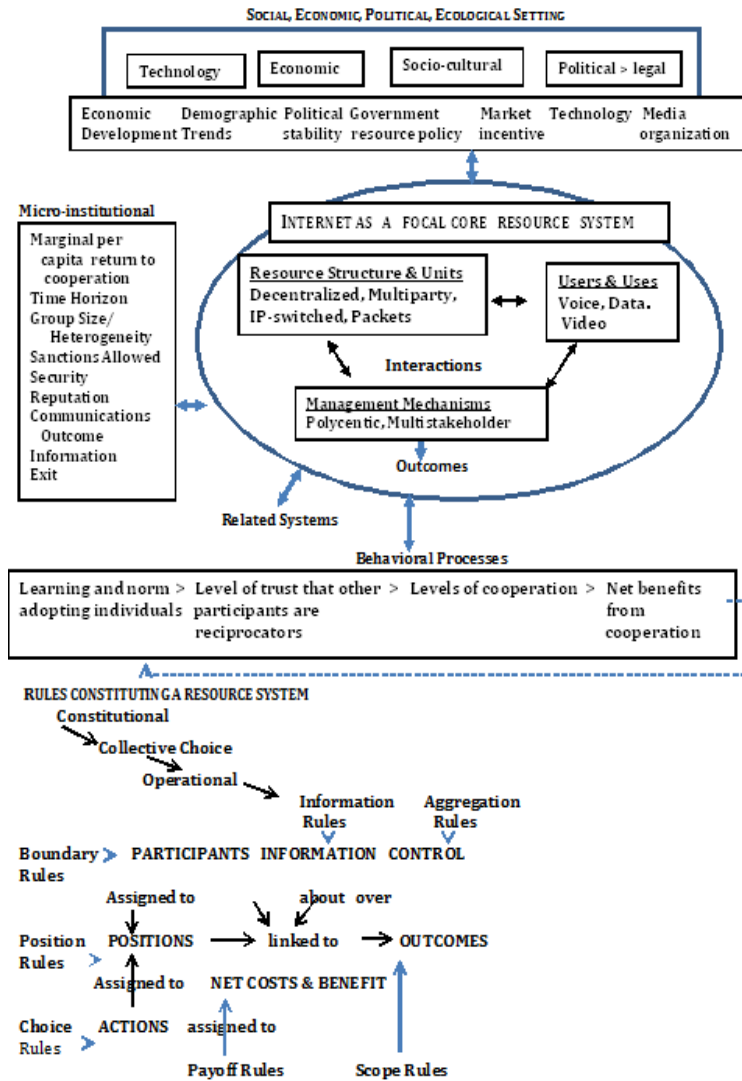 SOCIAL, ECONOMIC, POLITICAL, ECOLOGICAL SETTING
Technology
Economic
Socio-cultural
Political > legal
Economic Demographic Political Government Market Technology Media
Development Trends stability resource policy incentive organization
Micro-institutional
Marginal per
capita return to
cooperation
Time Horizon
Group Size/
Heterogeneity
Sanctions Allowed
Security
Reputation
Communications
Outcome
Information
Exit
INTERNET AS A FOCAL CORE RESOURCE SYSTEM
Resource Structure & Units
Decentralized, Multiparty,
IP-switched, Packets
Users & Uses
Voice, Data.
Video
Interactions
Management Mechanisms
Polycentic, Multistakeholder
Outcomes
Related Systems
Behavioral Processes
Learning and norm > Level of trust that other > Levels of cooperation > Net benefits
adopting individuals participants are from
reciprocators cooperation
RULES CONSTITUTING A RESOURCE SYSTEM
Constitutional
Collective Choice
Operational
Information Aggregation
Rules Rules
Boundary PARTICIPANTS INFORMATION CONTROL
Rules
Assigned to about over
Position POSITIONS linked to OUTCOMES
Rules
Assigned to NET COSTS & BENEFIT
Choice ACTIONS assigned to
Rules
Payoff Rules Scope Rules